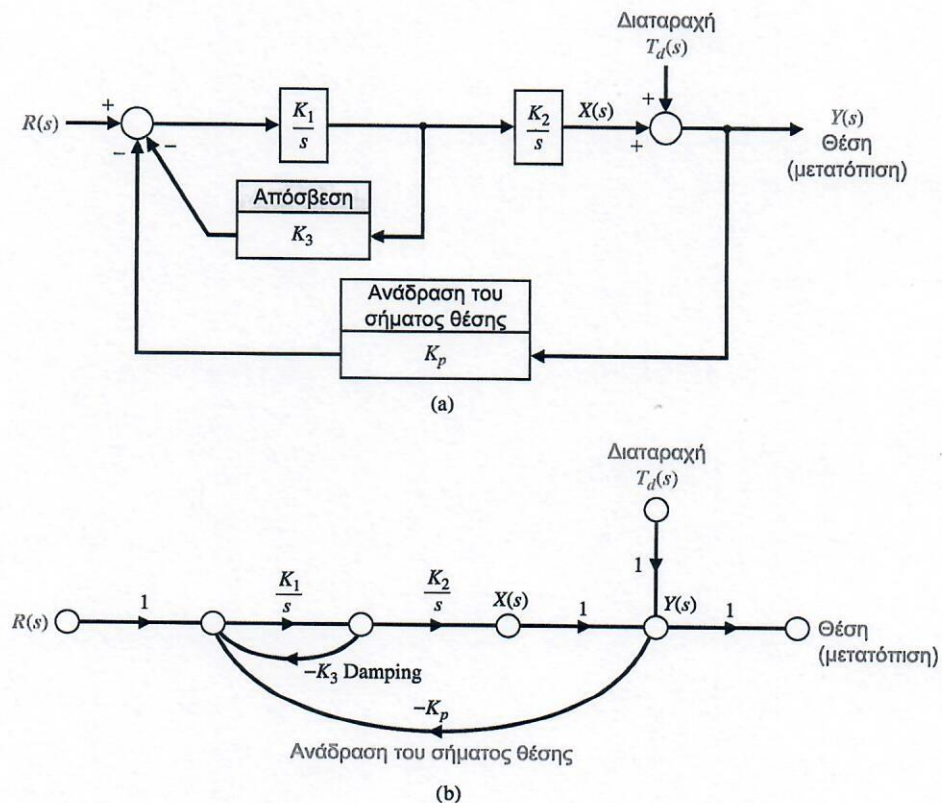 Διαταραχή
T_d(s)
R(s)
+
−
−
K_1
s
K_2
s
X(s)
+
+
Y(s)
Θέση
(μετατόπιση)
Απόσβεση
K_3
Ανάδραση του
σήματος θέσης
K_p
(a)
Διαταραχή
T_d(s)
1
R(s)
1
K_1
s
K_2
s
X(s)
1
Y(s)
1
Θέση
(μετατόπιση)
−K_3 Damping
−K_p
Ανάδραση του σήματος θέσης
(b)